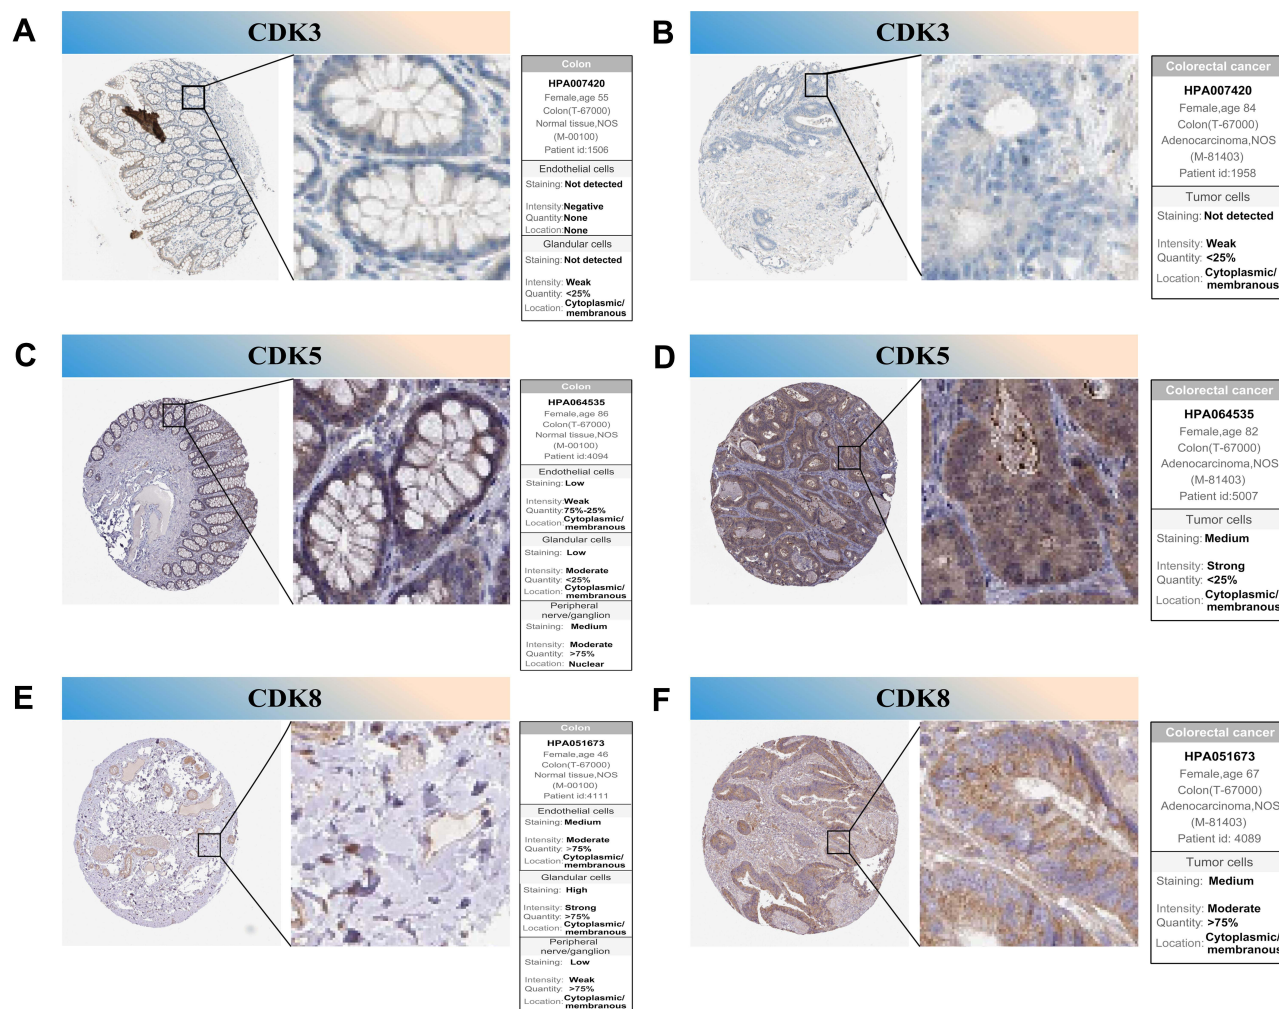 A
CDK3
Colon
HPA007420
Female,age 55
Colon(T-67000)
Normal tissue,NOS
(M-00100)
Patient id:1506
Endothelial cells
Staining: Not detected
Intensity: Negative
Quantity: None
Location: None
Glandular cells
Staining: Not detected
Intensity: Weak
Quantity: <25%
Location: Cytoplasmic/
membranous
B
CDK3
Colorectal cancer
HPA007420
Female,age 84
Colon(T-67000)
Adenocarcinoma,NOS
(M-81403)
Patient id:1958
Tumor cells
Staining: Not detected
Intensity: Weak
Quantity: <25%
Location: Cytoplasmic/
membranous
C
CDK5
Colon
HPA064535
Female,age 86
Colon(T-67000)
Normal tissue,NOS
(M-00100)
Patient id:4094
Endothelial cells
Staining: Low
Intensity:Weak
Quantity:75%-25%
Location: Cytoplasmic/
membranous
Glandular cells
Staining: Low
Intensity: Moderate
Quantity: <25%
Location: Cytoplasmic/
membranous
Peripheral
nerve/ganglion
Staining: Medium
Intensity: Moderate
Quantity: >75%
Location: Nuclear
D
CDK5
Colorectal cancer
HPA064535
Female,age 82
Colon(T-67000)
Adenocarcinoma,NOS
(M-81403)
Patient id:5007
Tumor cells
Staining: Medium
Intensity: Strong
Quantity: <25%
Location: Cytoplasmic/
membranous
E
CDK8
Colon
HPA051673
Female,age 46
Colon(T-67000)
Normal tissue,NOS
(M-00100)
Patient id:4111
Endothelial cells
Staining: Medium
Intensity: Moderate
Quantity: >75%
Location: Cytoplasmic/
membranous
Glandular cells
Staining: High
Intensity: Strong
Quantity: >75%
Location: Cytoplasmic/
membranous
Peripheral
nerve/ganglion
Staining: Low
Intensity: Weak
Quantity: >75%
Location: Cytoplasmic/
membranous
F
CDK8
Colorectal cancer
HPA051673
Female,age 67
Colon(T-67000)
Adenocarcinoma,NOS
(M-81403)
Patient id: 4089
Tumor cells
Staining: Medium
Intensity: Moderate
Quantity: >75%
Location: Cytoplasmic/
membranous